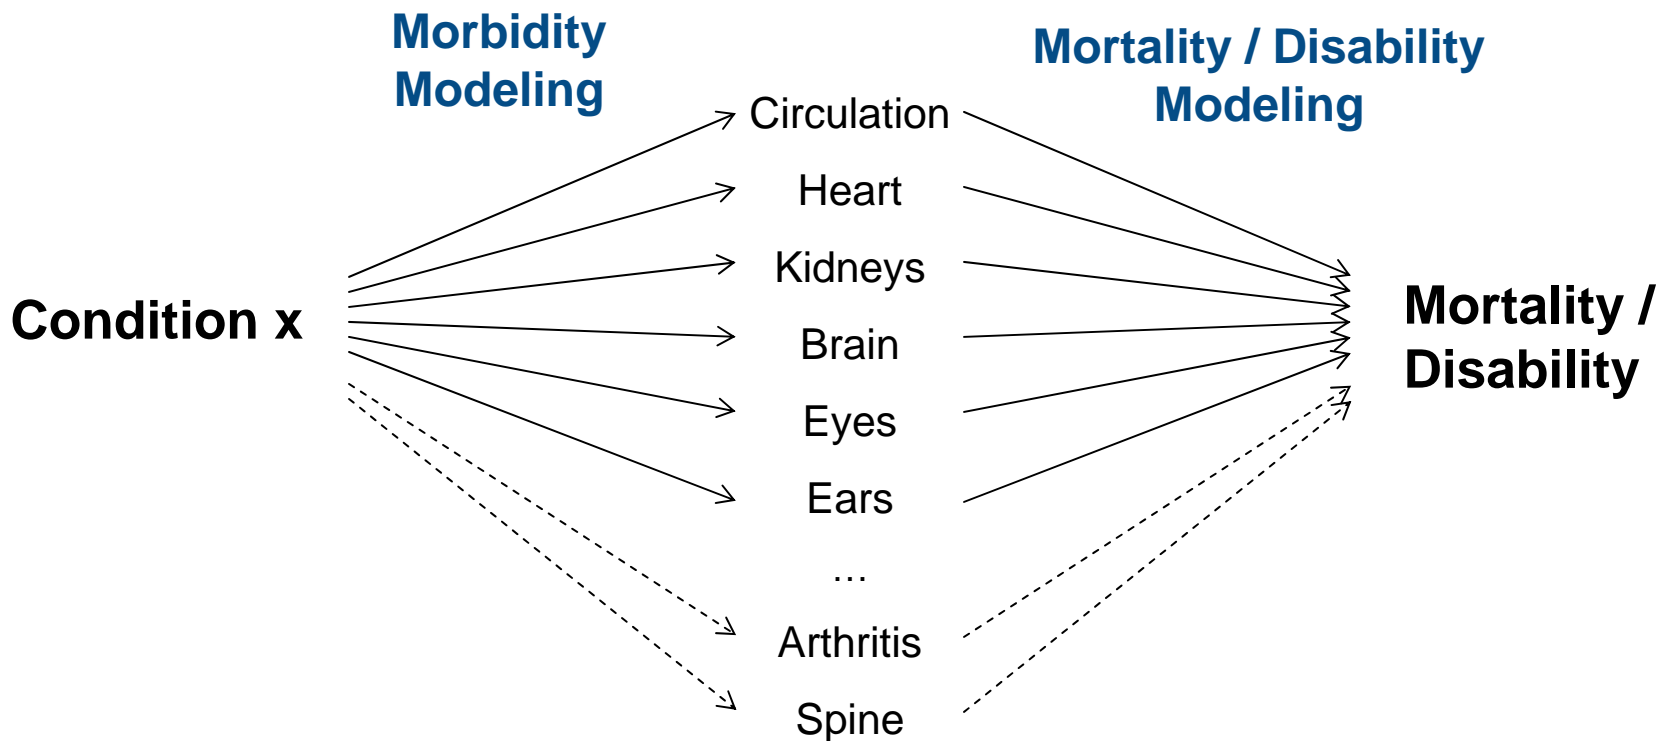 Morbidity
Modeling
Mortality / Disability
Modeling
Circulation
Heart
Kidneys
Condition x
Brain
Mortality /
Disability
Eyes
Ears
...
Arthritis
Spine